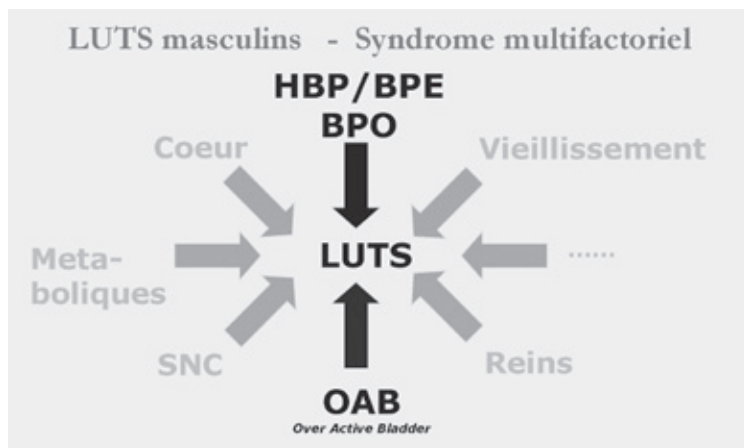 LUTS masculins - Syndrome multifactoriel
HBP/BPE
BPO
Coeur
Vieillissement
Meta-
boliques
LUTS
......
SNC
Reins
OAB
Over Active Bladder